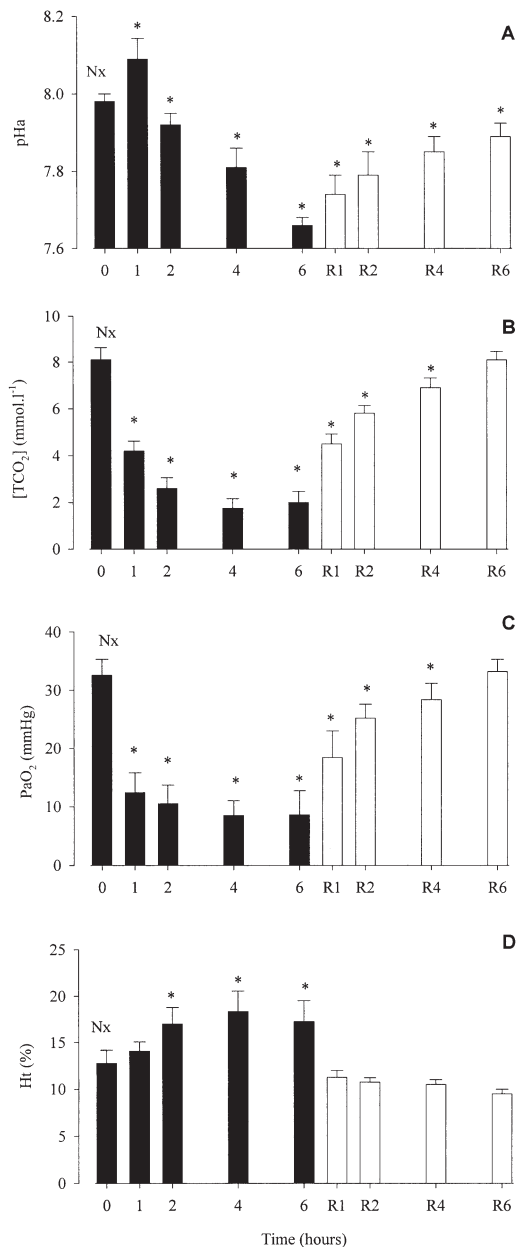 A
8.2
Nx
*
*
8.0
*
*
*
*
pHa
7.8
*
*
7.6
0 1 2 4 6 R1 R2 R4 R6
B
10
Nx
8
*
*
[TCO₂] (mmol.l⁻¹)
6
*
*
4
*
*
*
2
0
0 1 2 4 6 R1 R2 R4 R6
C
40
Nx
*
*
30
*
PaO₂ (mmHg)
20
*
*
*
*
10
0
0 1 2 4 6 R1 R2 R4 R6
D
25
*
*
20
*
Nx
15
Ht (%)
10
5
0
0 1 2 4 6 R1 R2 R4 R6
Time (hours)